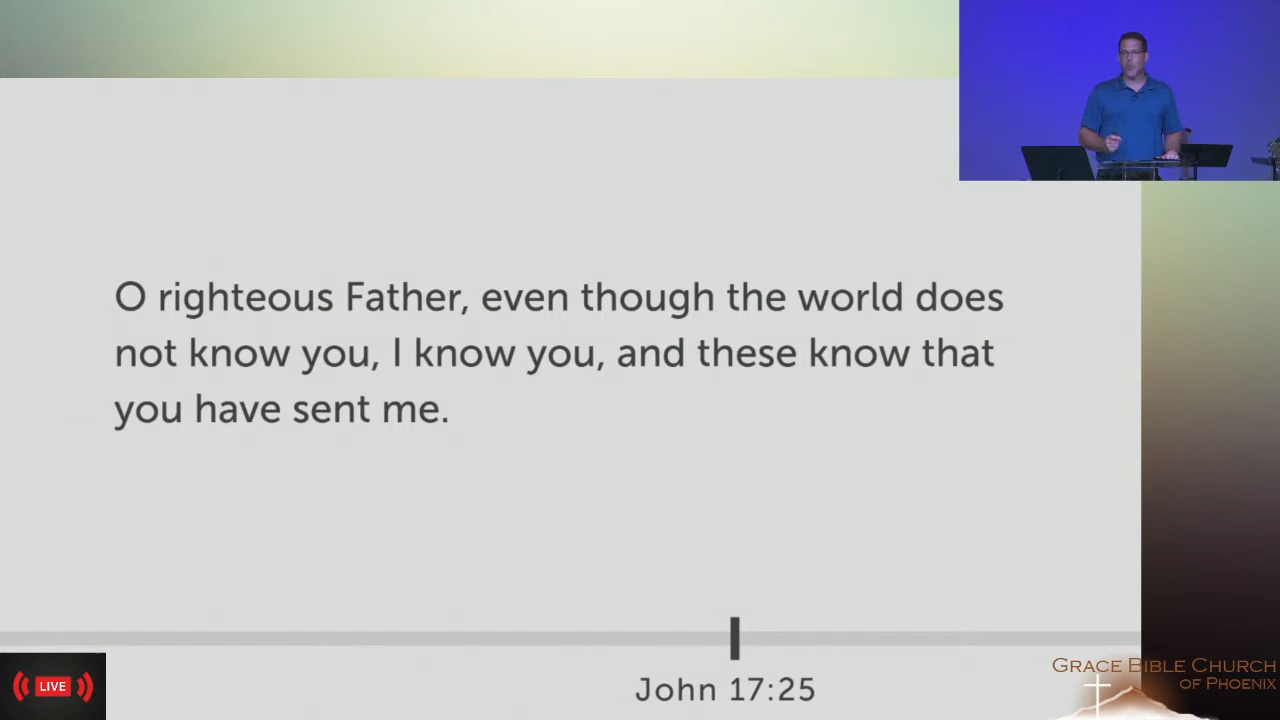 O righteous Father, even though the world does
not know you, I know you, and these know that
you have sent me.
John 17:25
LIVE
GRACE BIBLE CHURCH
OF PHOENIX